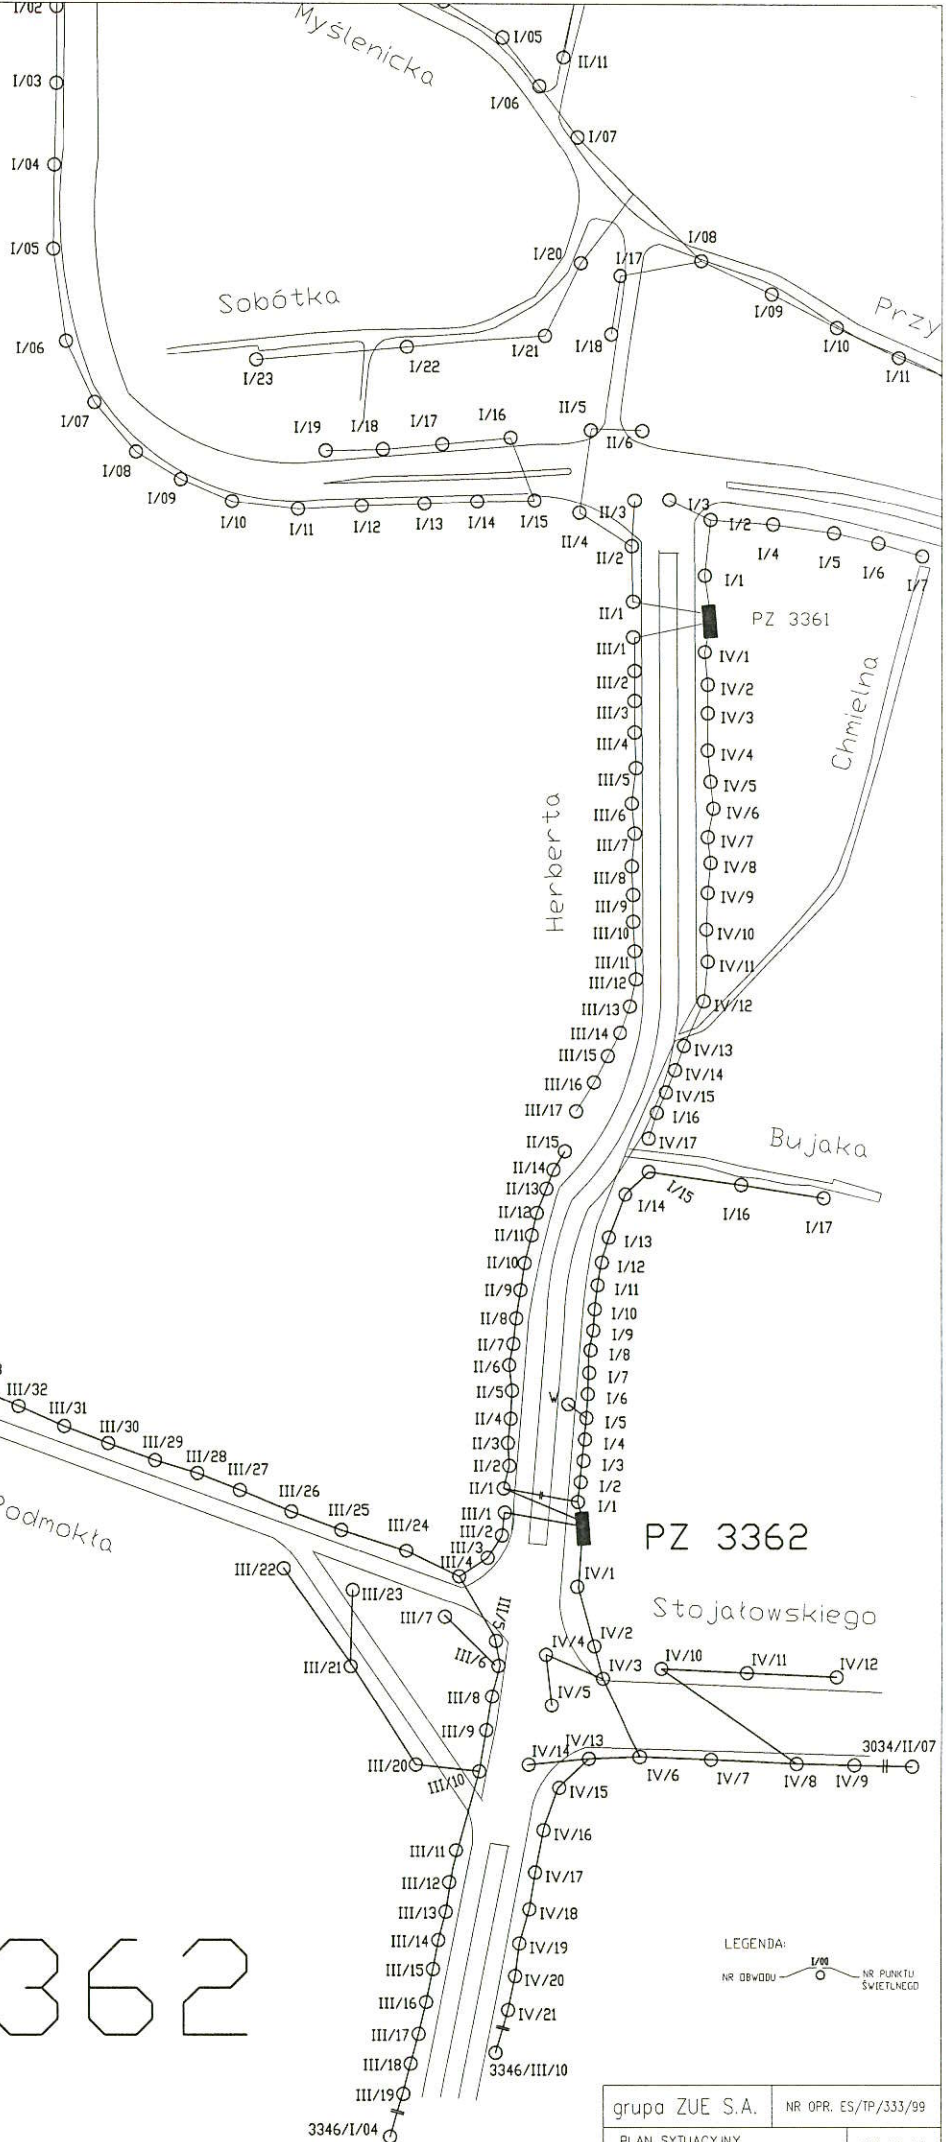 I/02
I/03
I/04
I/05
I/06
I/07
I/08
I/09
I/10
I/11
I/12
I/13
I/14
I/15
I/16
I/17
I/18
I/19
Myślenicka
I/05
II/11
I/06
I/07
I/08
I/09
I/10
I/11
Przy
I/20
I/17
I/18
I/21
I/22
I/23
Sobótka
II/5
II/6
II/3
II/4
II/2
II/1
I/3
I/2
I/4
I/5
I/6
I/7
I/1
PZ 3361
III/1
III/2
III/3
III/4
III/5
III/6
III/7
III/8
III/9
III/10
III/11
III/12
III/13
III/14
III/15
III/16
III/17
IV/1
IV/2
IV/3
IV/4
IV/5
IV/6
IV/7
IV/8
IV/9
IV/10
IV/11
IV/12
IV/13
IV/14
IV/15
I/16
IV/17
Chmielna
Herberta
Bujaka
II/15
II/14
II/13
II/12
II/11
II/10
II/9
II/8
II/7
II/6
II/5
II/4
II/3
II/2
II/1
I/15
I/16
I/17
I/14
I/13
I/12
I/11
I/10
I/9
I/8
I/7
I/6
W
I/5
I/4
I/3
I/2
I/1
PZ 3362
III/1
III/2
III/3
III/4
III/32
III/31
III/30
III/29
III/28
III/27
III/26
III/25
III/24
Podmokła
III/22
III/23
III/7
III/5
III/6
III/21
III/8
III/9
III/20
III/10
III/11
III/12
III/13
III/14
III/15
III/16
III/17
III/18
III/19
3346/I/04
IV/1
Stojałowskiego
IV/2
IV/4
IV/3
IV/5
IV/10
IV/11
IV/12
3034/II/07
IV/13
IV/14
IV/6
IV/7
IV/8
IV/9
IV/15
IV/16
IV/17
IV/18
IV/19
IV/20
IV/21
3346/III/10
362
LEGENDA:
I/00
NR OBWODU
NR PUNKTU
ŚWIETLNEGO
grupa ZUE S.A.
NR OPR. ES/TP/333/99
PLAN SYTUACYJNY